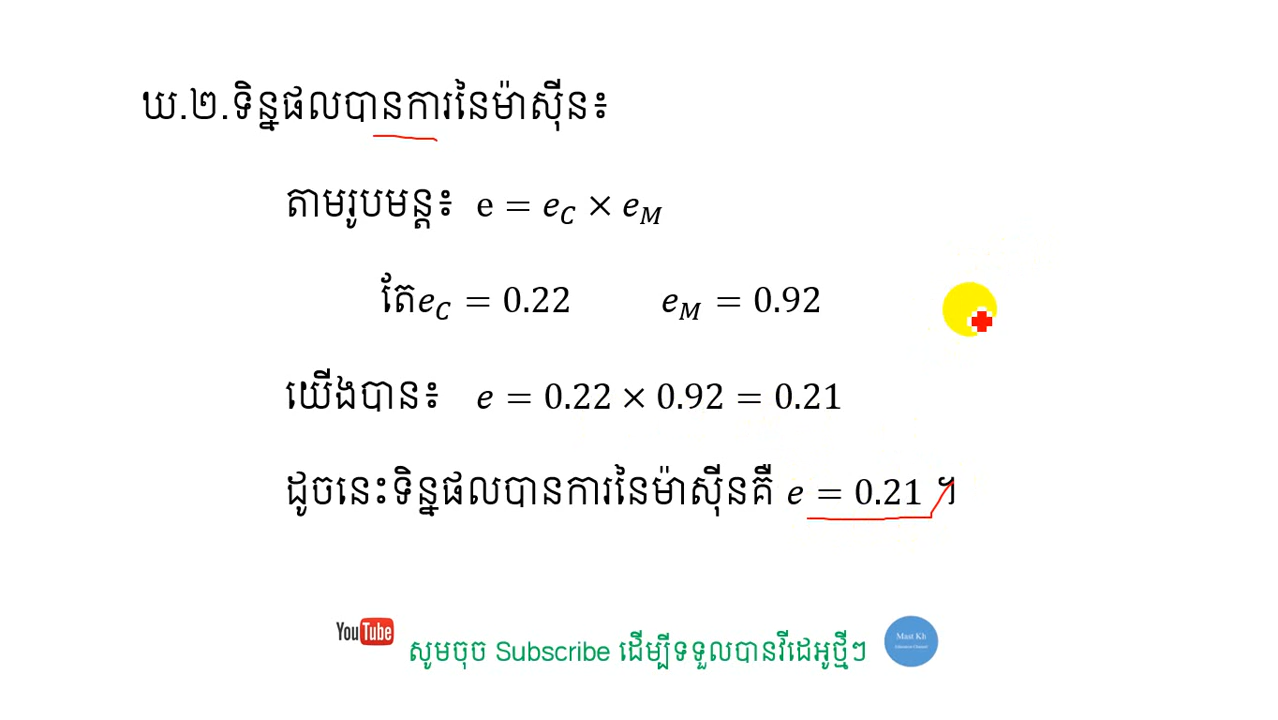 ឃ.២.ទិន្នផលបានការនៃម៉ាស៊ីន៖
តាមរូបមន្ត៖ e = e_C × e_M
តែ e_C = 0.22 e_M = 0.92
យើងបាន៖ e = 0.22 × 0.92 = 0.21
ដូចនេះទិន្នផលបានការនៃម៉ាស៊ីនគឺ e = 0.21 ។
YouTube
សូមចុច Subscribe ដើម្បីទទួលបានវីដេអូថ្មីៗ
Maat Kh